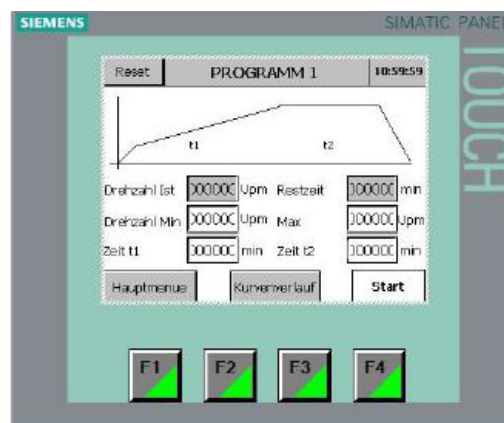 SIEMENS SIMATIC PANEL
TOUCH
Reset PROGRAMM 1 10:59:59
t1 t2
Drehzahl Ist 000000 Upm Restzeit 000000 min
Drehzahl Min 000000 Upm Max 000000 Upm
Zeit t1 000000 min Zeit t2 000000 min
Hauptmenue Kurvenverlauf Start
F1 F2 F3 F4